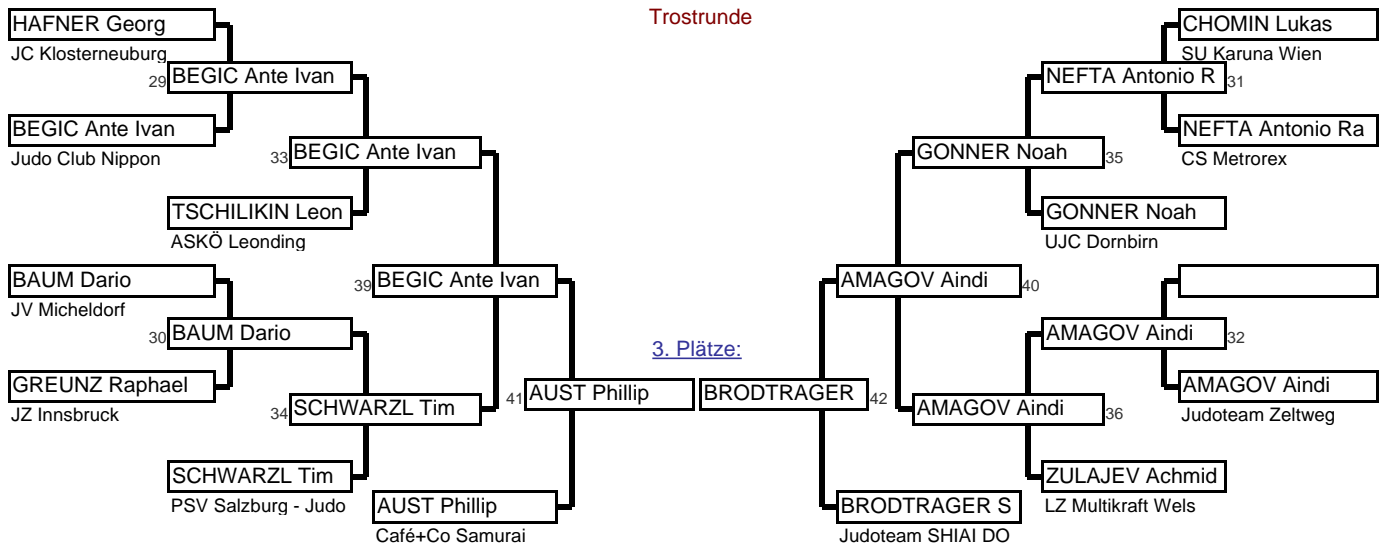 Trostrunde
HAFNER Georg
JC Klosterneuburg
29
BEGIC Ante Ivan
BEGIC Ante Ivan
Judo Club Nippon
33
BEGIC Ante Ivan
TSCHILIKIN Leon
ASKÖ Leonding
BAUM Dario
JV Micheldorf
39
BEGIC Ante Ivan
30
BAUM Dario
GREUNZ Raphael
JZ Innsbruck
34
SCHWARZL Tim
SCHWARZL Tim
PSV Salzburg - Judo
41
AUST Phillip
AUST Phillip
Café+Co Samurai
3. Plätze:
CHOMIN Lukas
SU Karuna Wien
NEFTA Antonio R
31
NEFTA Antonio Ra
CS Metrorex
GONNER Noah
35
GONNER Noah
UJC Dornbirn
AMAGOV Aindi
40
AMAGOV Aindi
32
AMAGOV Aindi
Judoteam Zeltweg
BRODTRAGER
42
AMAGOV Aindi
36
ZULAJEV Achmid
LZ Multikraft Wels
BRODTRAGER S
Judoteam SHIAI DO